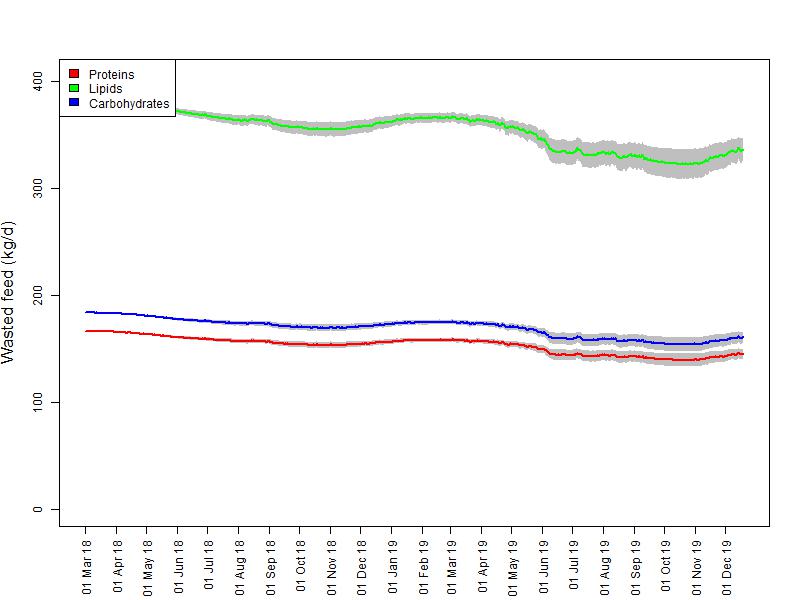 Proteins
Lipids
Carbohydrates
Wasted feed (kg/d)
400
300
200
100
0
01 Mar 18
01 Apr 18
01 May 18
01 Jun 18
01 Jul 18
01 Aug 18
01 Sep 18
01 Oct 18
01 Nov 18
01 Dec 18
01 Jan 19
01 Feb 19
01 Mar 19
01 Apr 19
01 May 19
01 Jun 19
01 Jul 19
01 Aug 19
01 Sep 19
01 Oct 19
01 Nov 19
01 Dec 19